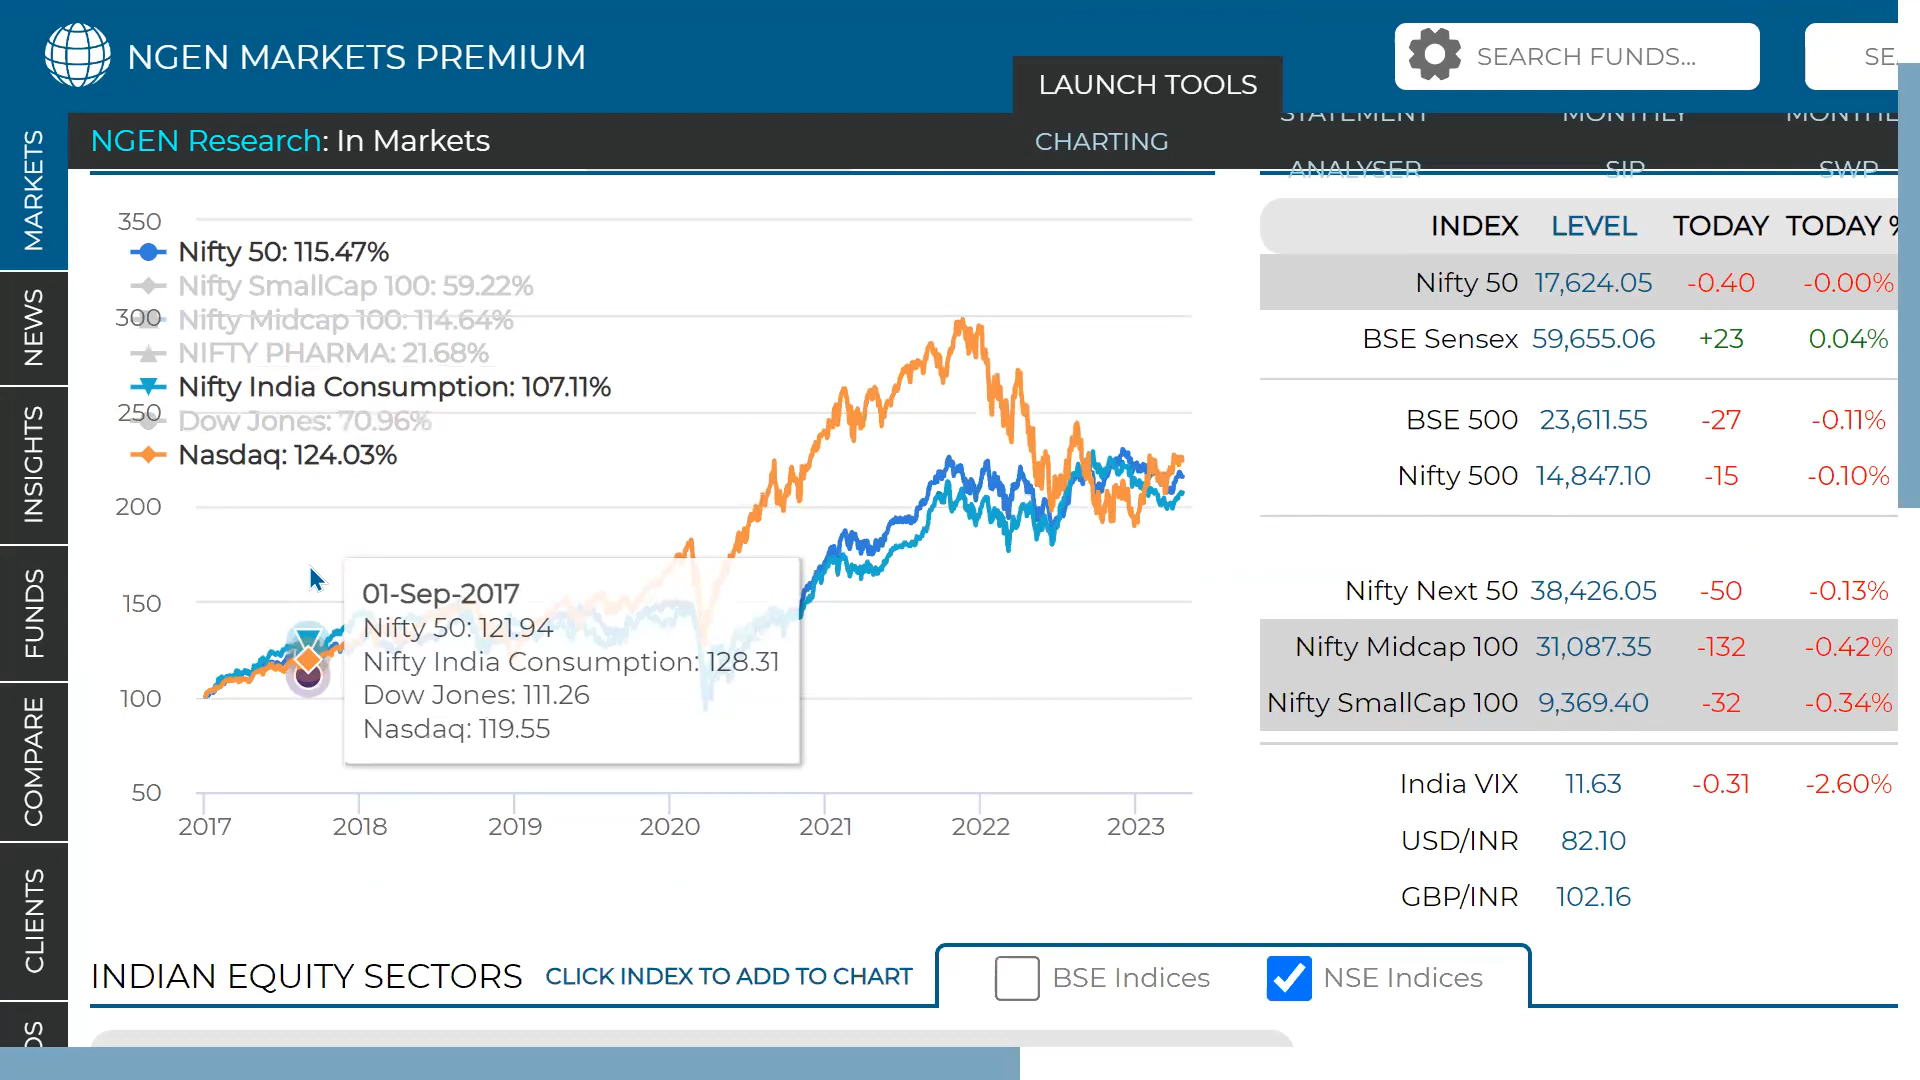 NGEN MARKETS PREMIUM
SEARCH FUNDS...
LAUNCH TOOLS
NGEN Research: In Markets
CHARTING
STATEMENT
MONTHLY
ANALYSER
SIP
SWP
MARKETS
NEWS
INSIGHTS
FUNDS
COMPARE
CLIENTS
350
300
250
200
150
100
50
Nifty 50: 115.47%
Nifty SmallCap 100: 59.22%
Nifty Midcap 100: 114.64%
NIFTY PHARMA: 21.68%
Nifty India Consumption: 107.11%
Dow Jones: 70.96%
Nasdaq: 124.03%
01-Sep-2017
Nifty 50: 121.94
Nifty India Consumption: 128.31
Dow Jones: 111.26
Nasdaq: 119.55
2017 2018 2019 2020 2021 2022 2023
INDEX LEVEL TODAY TODAY %
Nifty 50 17,624.05 -0.40 -0.00%
BSE Sensex 59,655.06 +23 0.04%
BSE 500 23,611.55 -27 -0.11%
Nifty 500 14,847.10 -15 -0.10%
Nifty Next 50 38,426.05 -50 -0.13%
Nifty Midcap 100 31,087.35 -132 -0.42%
Nifty SmallCap 100 9,369.40 -32 -0.34%
India VIX 11.63 -0.31 -2.60%
USD/INR 82.10
GBP/INR 102.16
INDIAN EQUITY SECTORS CLICK INDEX TO ADD TO CHART
BSE Indices
NSE Indices